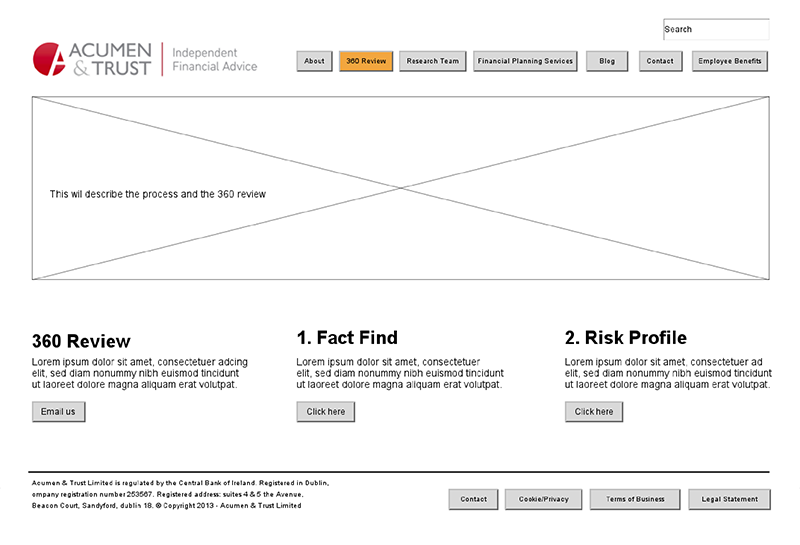 Search
ACUMEN
& TRUST
Independent
Financial Advice
About
360 Review
Research Team
Financial Planning Services
Blog
Contact
Employee Benefits
This wil describe the process and the 360 review
360 Review
Lorem ipsum dolor sit amet, consectetuer adcing
elit, sed diam nonummy nibh euismod tincidunt
ut laoreet dolore magna aliquam erat volutpat.
Email us
1. Fact Find
Lorem ipsum dolor sit amet, consectetuer
elit, sed diam nonummy nibh euismod tincidunt
ut laoreet dolore magna aliquam erat volutpat.
Click here
2. Risk Profile
Lorem ipsum dolor sit amet, consectetuer ad
elit, sed diam nonummy nibh euismod tincidunt
ut laoreet dolore magna aliquam erat volutpat.
Click here
Acumen & Trust Limited is regulated by the Central Bank of Ireland. Registered in Dublin,
ompany registration number 253567. Registered address: suites 4 & 5 the Avenue,
Beacon Court, Sandyford, dublin 18. © Copyright 2013 - Acumen & Trust Limited
Contact
Cookie/Privacy
Terms of Business
Legal Statement